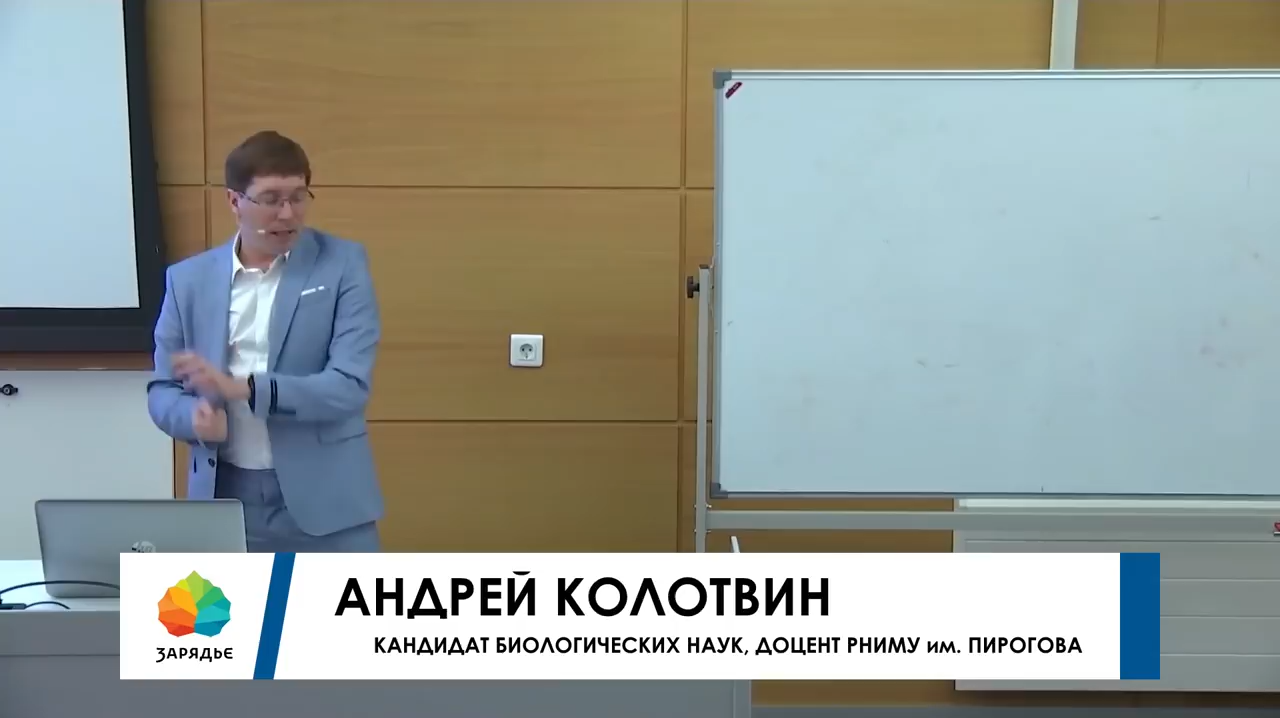 АНДРЕЙ КОЛОТВИН
КАНДИДАТ БИОЛОГИЧЕСКИХ НАУК, ДОЦЕНТ РНИМУ им. ПИРОГОВА
ЗАРЯДЬЕ